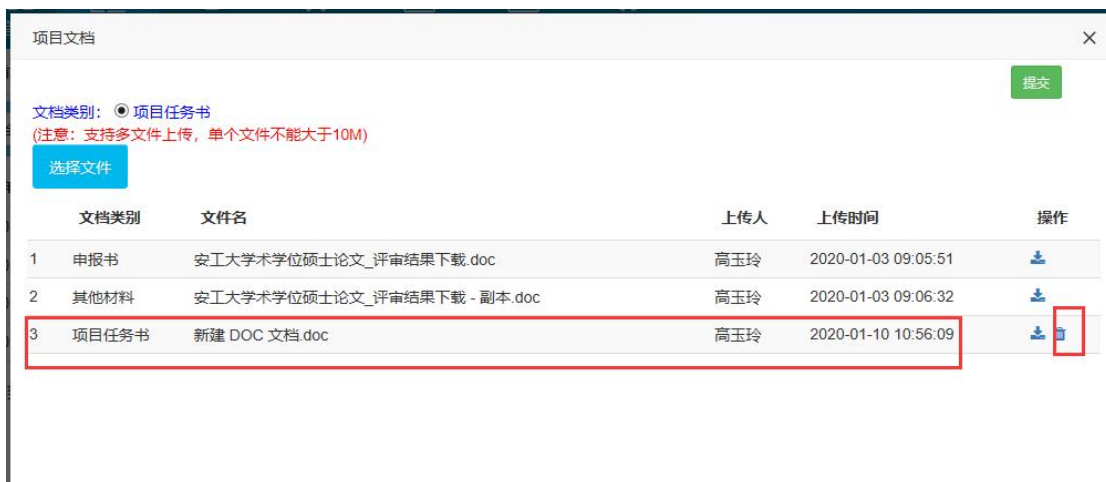 项目文档
提交
文档类别： 项目任务书
(注意：支持多文件上传，单个文件不能大于10M)
选择文件
文档类别 文件名 上传人 上传时间 操作
1 申报书 安工大学术学位硕士论文_评审结果下载.doc 高玉玲 2020-01-03 09:05:51
2 其他材料 安工大学术学位硕士论文_评审结果下载 - 副本.doc 高玉玲 2020-01-03 09:06:32
3 项目任务书 新建 DOC 文档.doc 高玉玲 2020-01-10 10:56:09